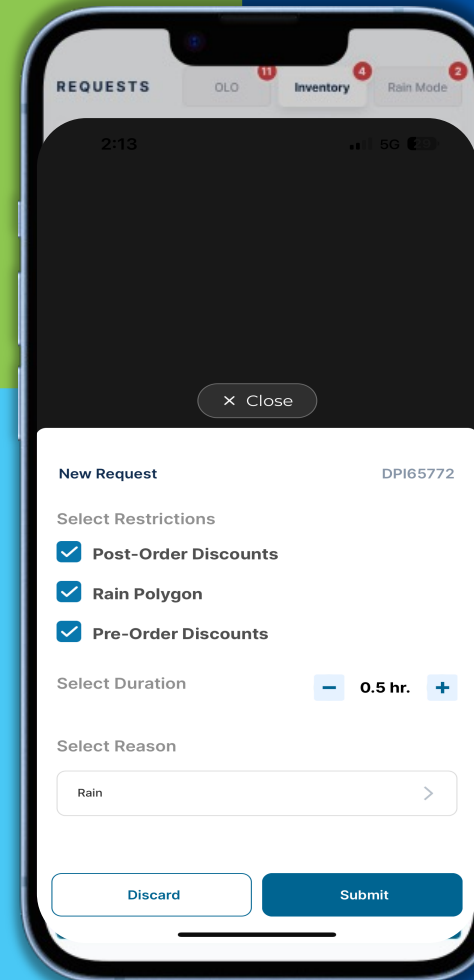 REQUESTS
OLO
11
Inventory
4
Rain Mode
2
2:13
5G
× Close
New Request
DPI65772
Select Restrictions
Post-Order Discounts
Rain Polygon
Pre-Order Discounts
Select Duration
− 0.5 hr. +
Select Reason
Rain
Discard
Submit